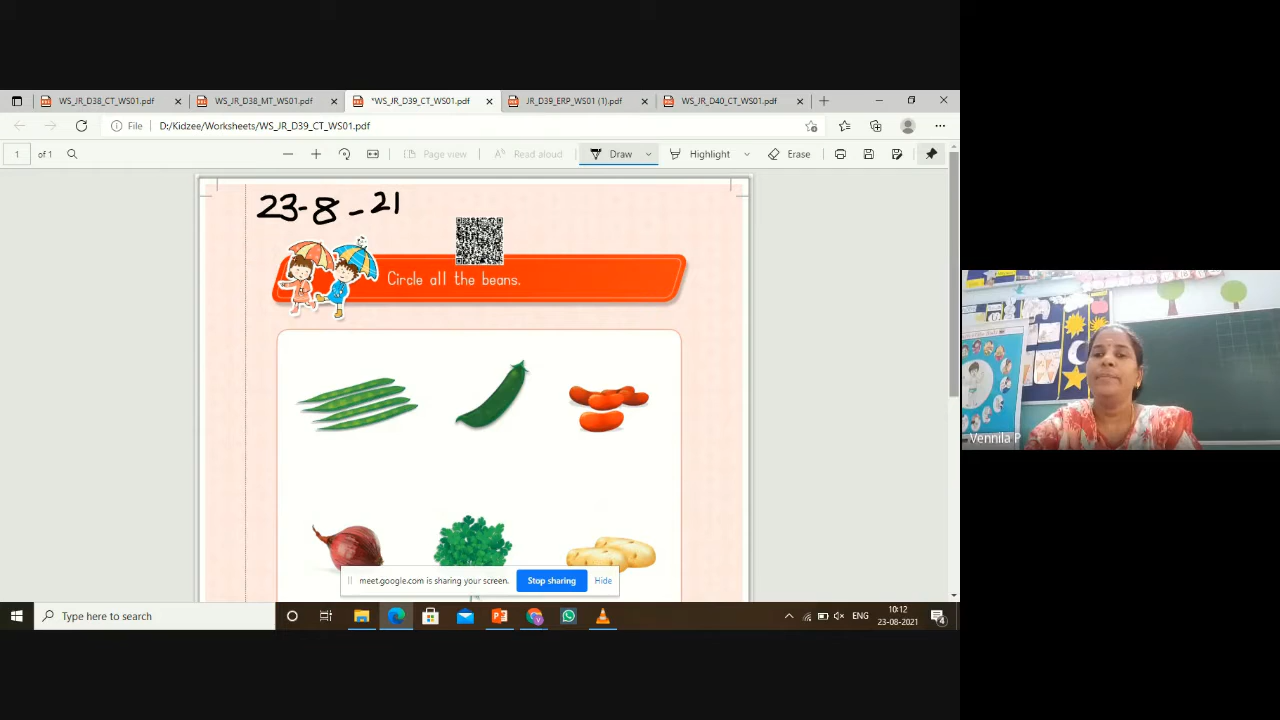 WS_JR_D38_CT_WS01.pdf
WS_JR_D38_MT_WS01.pdf
*WS_JR_D39_CT_WS01.pdf
JR_D39_ERP_WS01 (1).pdf
WS_JR_D40_CT_WS01.pdf
File
D:/Kidzee/Worksheets/WS_JR_D39_CT_WS01.pdf
1 of 1
Page view
Read aloud
Draw
Highlight
Erase
23-8-21
Circle all the beans.
Vennila P
meet.google.com is sharing your screen.
Stop sharing
Hide
Type here to search
ENG
10:12
23-08-2021
4